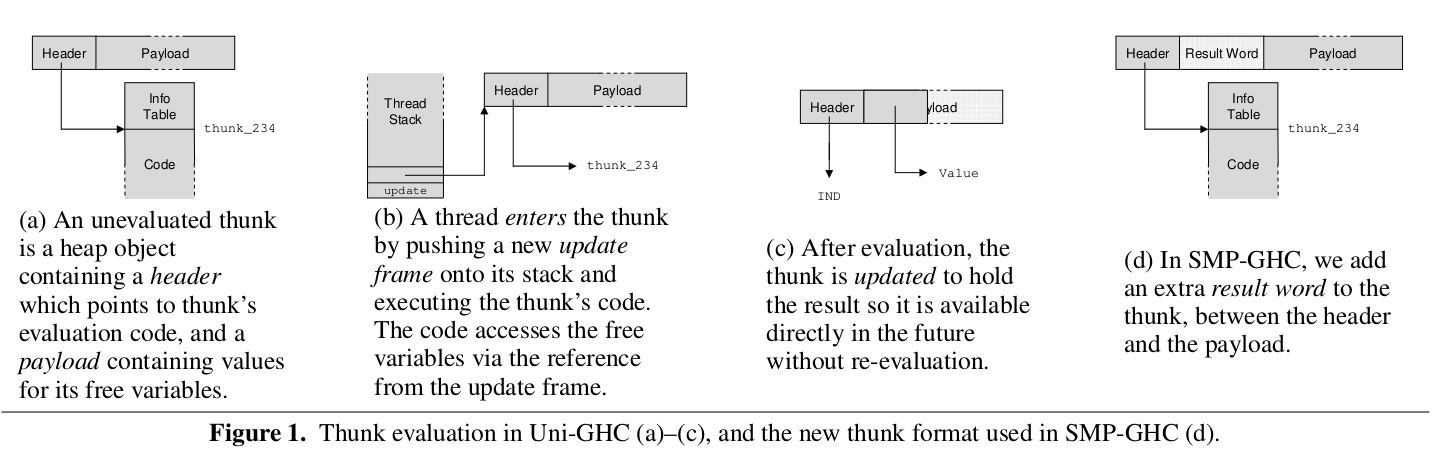 Header Payload
Info
Table
thunk_234
Code
(a) An unevaluated thunk
is a heap object
containing a header
which points to thunk's
evaluation code, and a
payload containing values
for its free variables.
Thread
Stack
Header Payload
thunk_234
update
(b) A thread enters the thunk
by pushing a new update
frame onto its stack and
executing the thunk's code.
The code accesses the free
variables via the reference
from the update frame.
Header yload
Value
IND
(c) After evaluation, the
thunk is updated to hold
the result so it is available
directly in the future
without re-evaluation.
Header Result Word Payload
Info
Table
thunk_234
Code
(d) In SMP-GHC, we add
an extra result word to the
thunk, between the header
and the payload.
Figure 1. Thunk evaluation in Uni-GHC (a)–(c), and the new thunk format used in SMP-GHC (d).